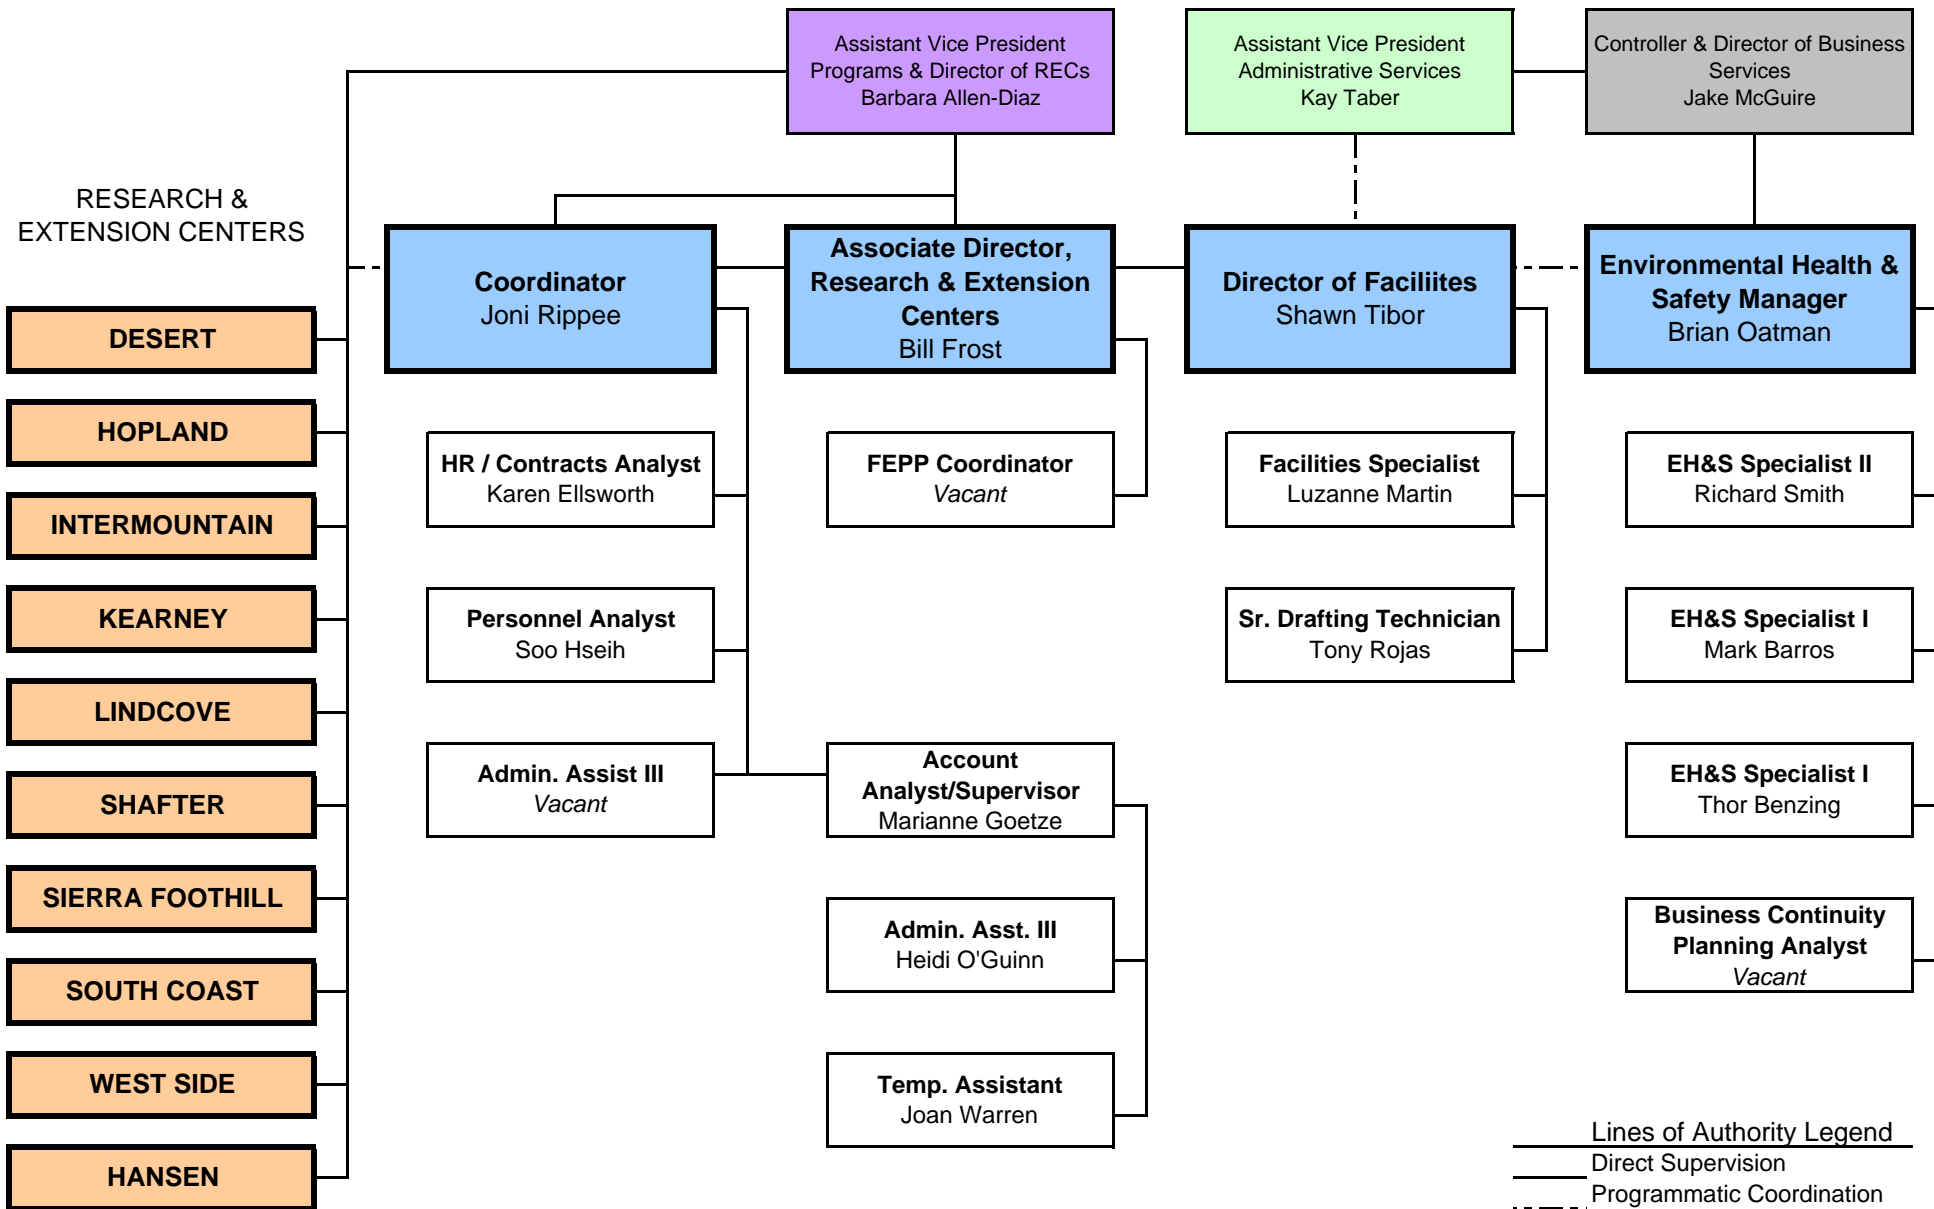 Assistant Vice President
Programs & Director of RECs
Barbara Allen-Diaz
Assistant Vice President
Administrative Services
Kay Taber
Controller & Director of Business
Services
Jake McGuire
RESEARCH &
EXTENSION CENTERS
Coordinator
Joni Rippee
Associate Director,
Research & Extension
Centers
Bill Frost
Director of Faciliites
Shawn Tibor
Environmental Health &
Safety Manager
Brian Oatman
DESERT
HOPLAND
INTERMOUNTAIN
KEARNEY
LINDCOVE
SHAFTER
SIERRA FOOTHILL
SOUTH COAST
WEST SIDE
HANSEN
HR / Contracts Analyst
Karen Ellsworth
Personnel Analyst
Soo Hseih
Admin. Assist III
Vacant
FEPP Coordinator
Vacant
Account
Analyst/Supervisor
Marianne Goetze
Admin. Asst. III
Heidi O'Guinn
Temp. Assistant
Joan Warren
Facilities Specialist
Luzanne Martin
Sr. Drafting Technician
Tony Rojas
EH&S Specialist II
Richard Smith
EH&S Specialist I
Mark Barros
EH&S Specialist I
Thor Benzing
Business Continuity
Planning Analyst
Vacant
Lines of Authority Legend
Direct Supervision
Programmatic Coordination